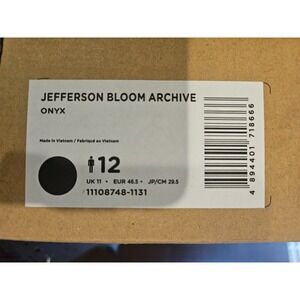 JEFFERSON BLOOM ARCHIVE
ONYX
Made in Vietnam / Fabriqué au Vietnam
12
UK 11 • EUR 46.5 • JP/CM 29.5
11108748-1131
4 894401 718666